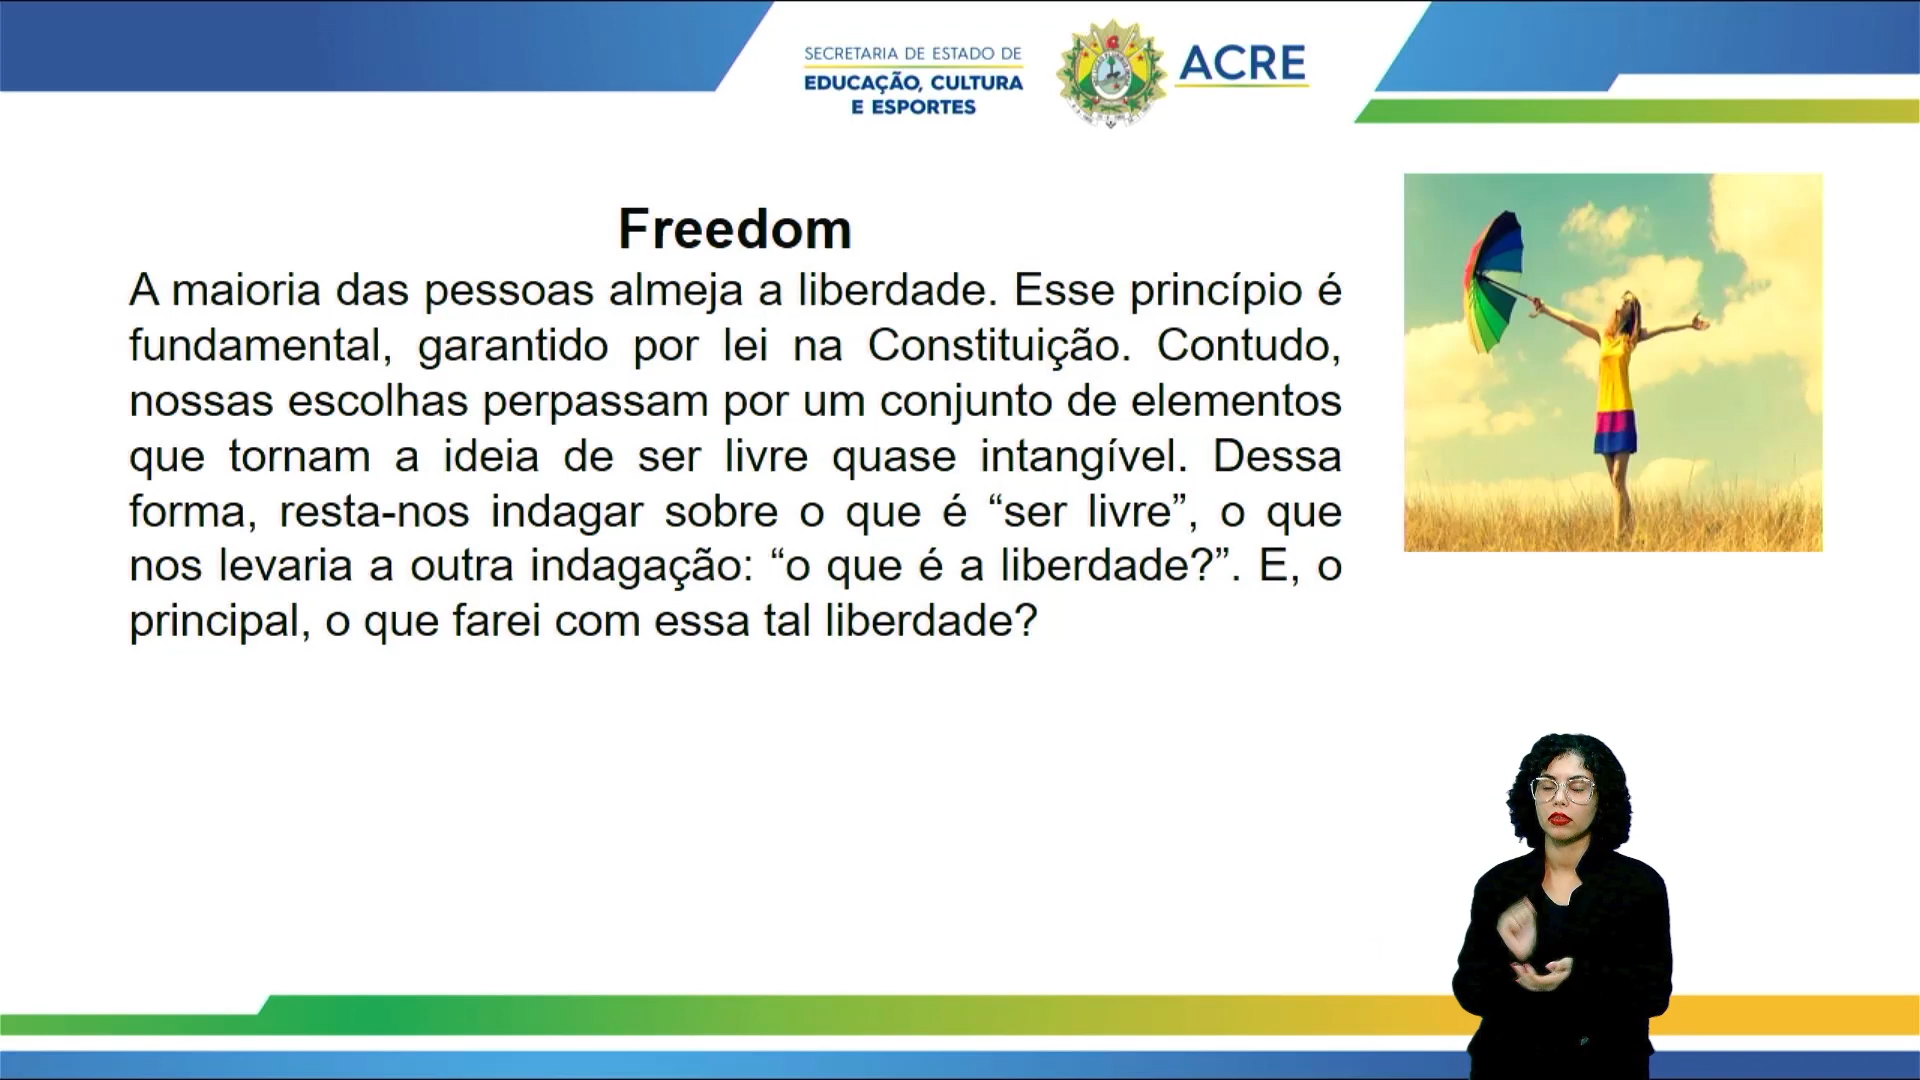 SECRETARIA DE ESTADO DE
EDUCAÇÃO, CULTURA
E ESPORTES
ACRE
Freedom
A maioria das pessoas almeja a liberdade. Esse princípio é
fundamental, garantido por lei na Constituição. Contudo,
nossas escolhas perpassam por um conjunto de elementos
que tornam a ideia de ser livre quase intangível. Dessa
forma, resta-nos indagar sobre o que é “ser livre”, o que
nos levaria a outra indagação: “o que é a liberdade?”. E, o
principal, o que farei com essa tal liberdade?